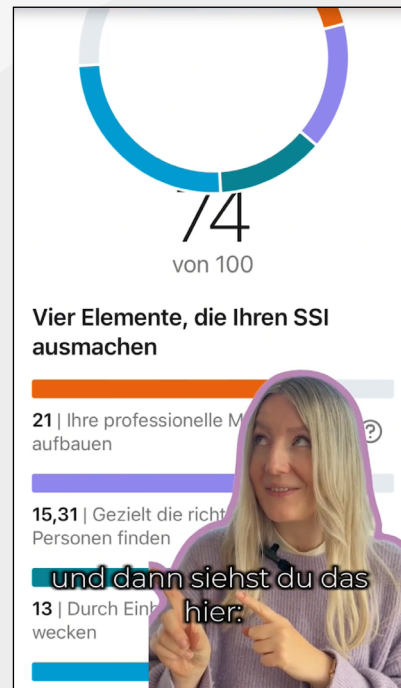 74
von 100
Vier Elemente, die Ihren SSI
ausmachen
21 | Ihre professionelle M
aufbauen
?
15,31 | Gezielt die richt
Personen finden
und dann siehst du das
hier:
13 | Durch Einb
wecken